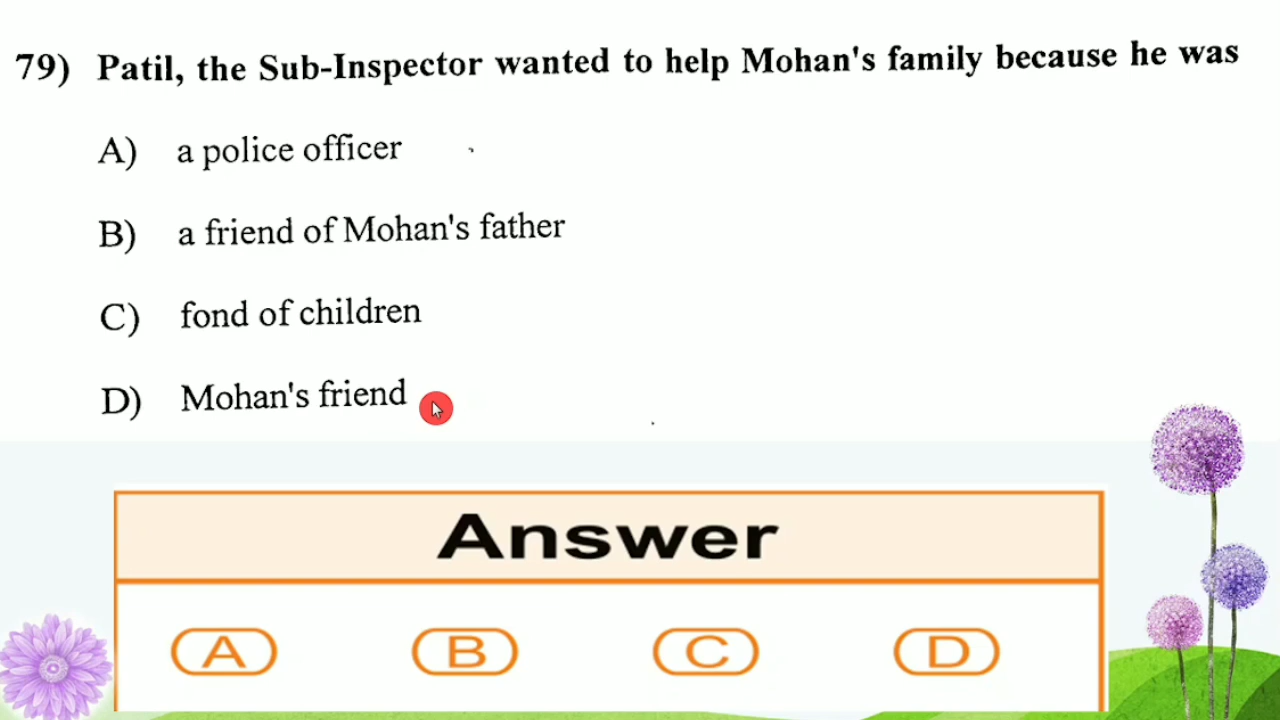 79) Patil, the Sub-Inspector wanted to help Mohan's family because he was
A) a police officer
B) a friend of Mohan's father
C) fond of children
D) Mohan's friend
Answer
A B C D